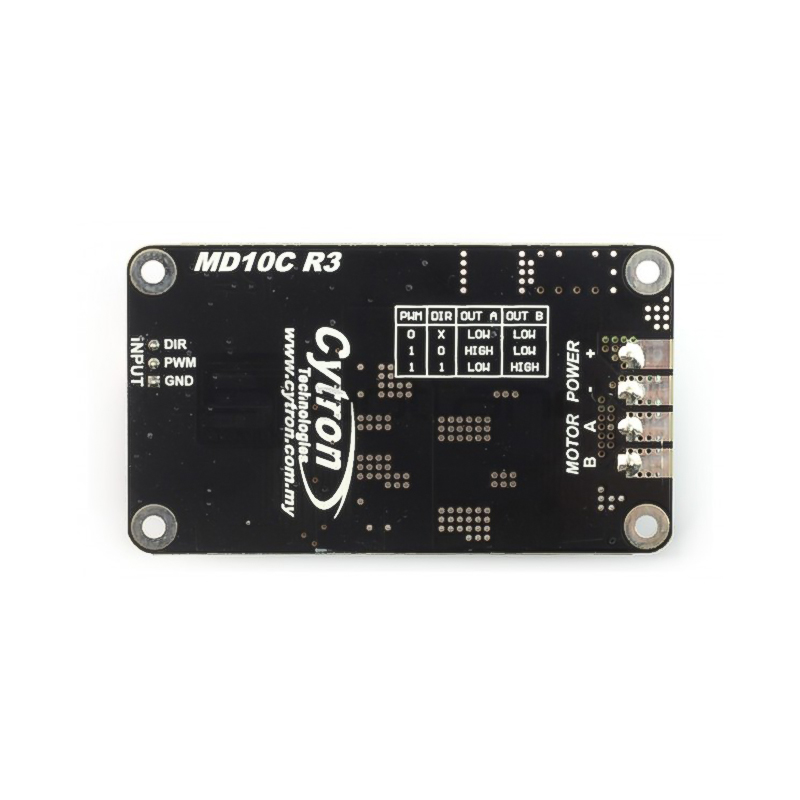 MD10C R3
INPUT
DIR
PWM
GND
Cytron
Technologies
www.cytron.com.my
PWM DIR OUT A OUT B
0 X LOW LOW
1 0 HIGH LOW
1 1 LOW HIGH
POWER + -
MOTOR A B